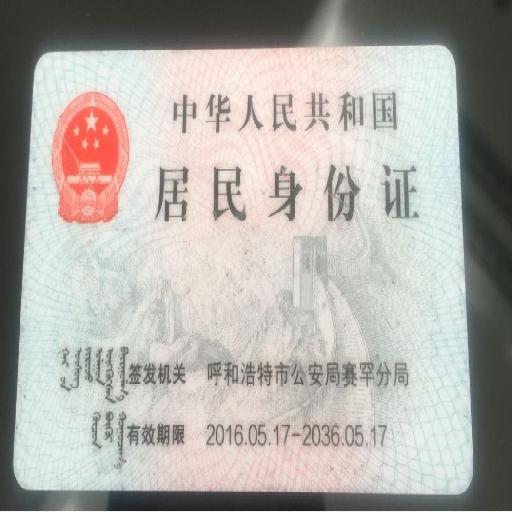 中华人民共和国
居民身份证
签发机关 呼和浩特市公安局赛罕分局
有效期限 2016.05.17-2036.05.17